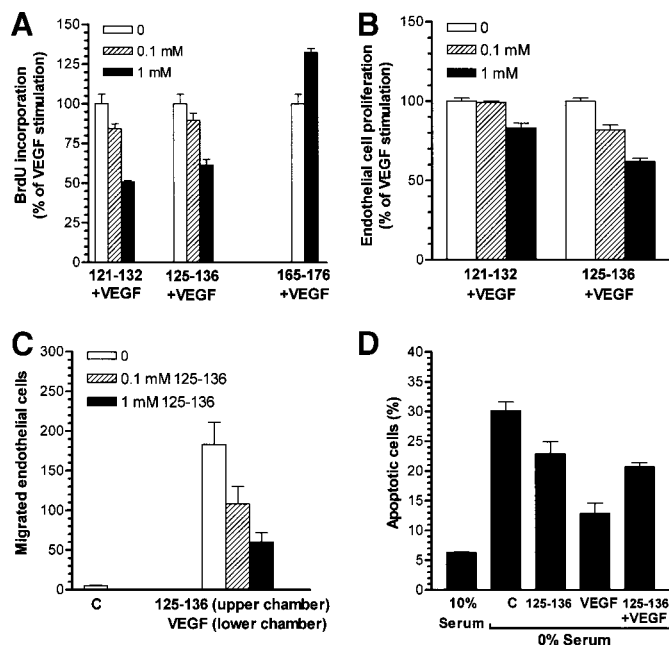 A
BrdU incorporation
(% of VEGF stimulation)
0
0.1 mM
1 mM
150
125
100
75
50
25
0
121-132
+VEGF
125-136
+VEGF
165-176
+VEGF
B
Endothelial cell proliferation
(% of VEGF stimulation)
0
0.1 mM
1 mM
150
100
50
0
121-132
+VEGF
125-136
+VEGF
C
Migrated endothelial cells
0
0.1 mM 125-136
1 mM 125-136
300
250
200
150
100
50
0
C
125-136 (upper chamber)
VEGF (lower chamber)
D
Apoptotic cells (%)
40
35
30
25
20
15
10
5
0
10%
Serum
C
125-136
VEGF
125-136
+VEGF
0% Serum